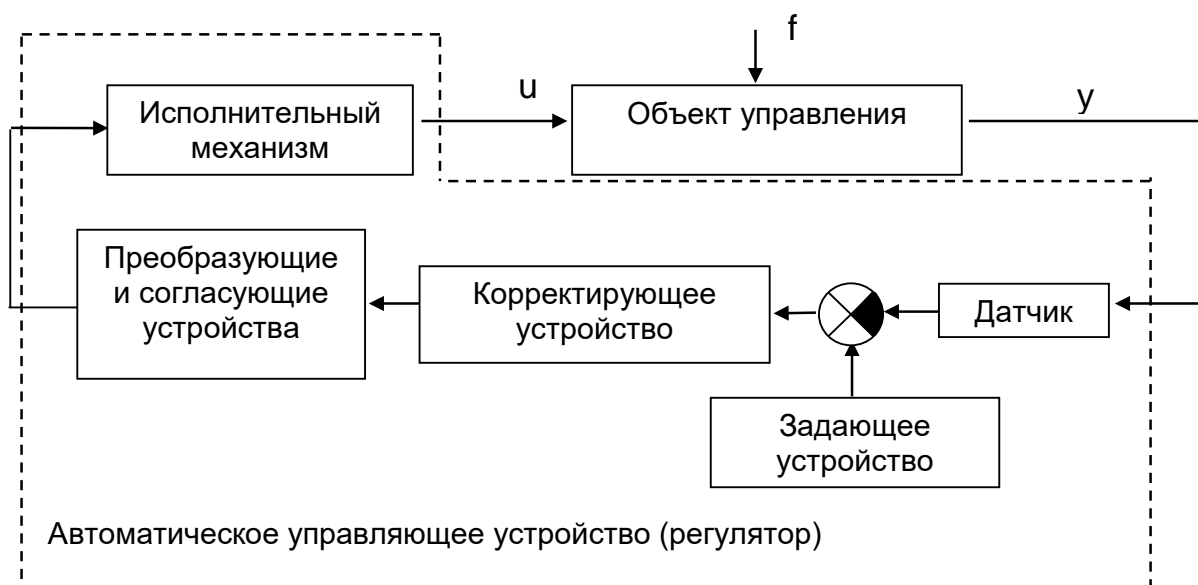 f
Исполнительный
механизм
u
Объект управления
y
Преобразующие
и согласующие
устройства
Корректирующее
устройство
Датчик
Задающее
устройство
Автоматическое управляющее устройство (регулятор)